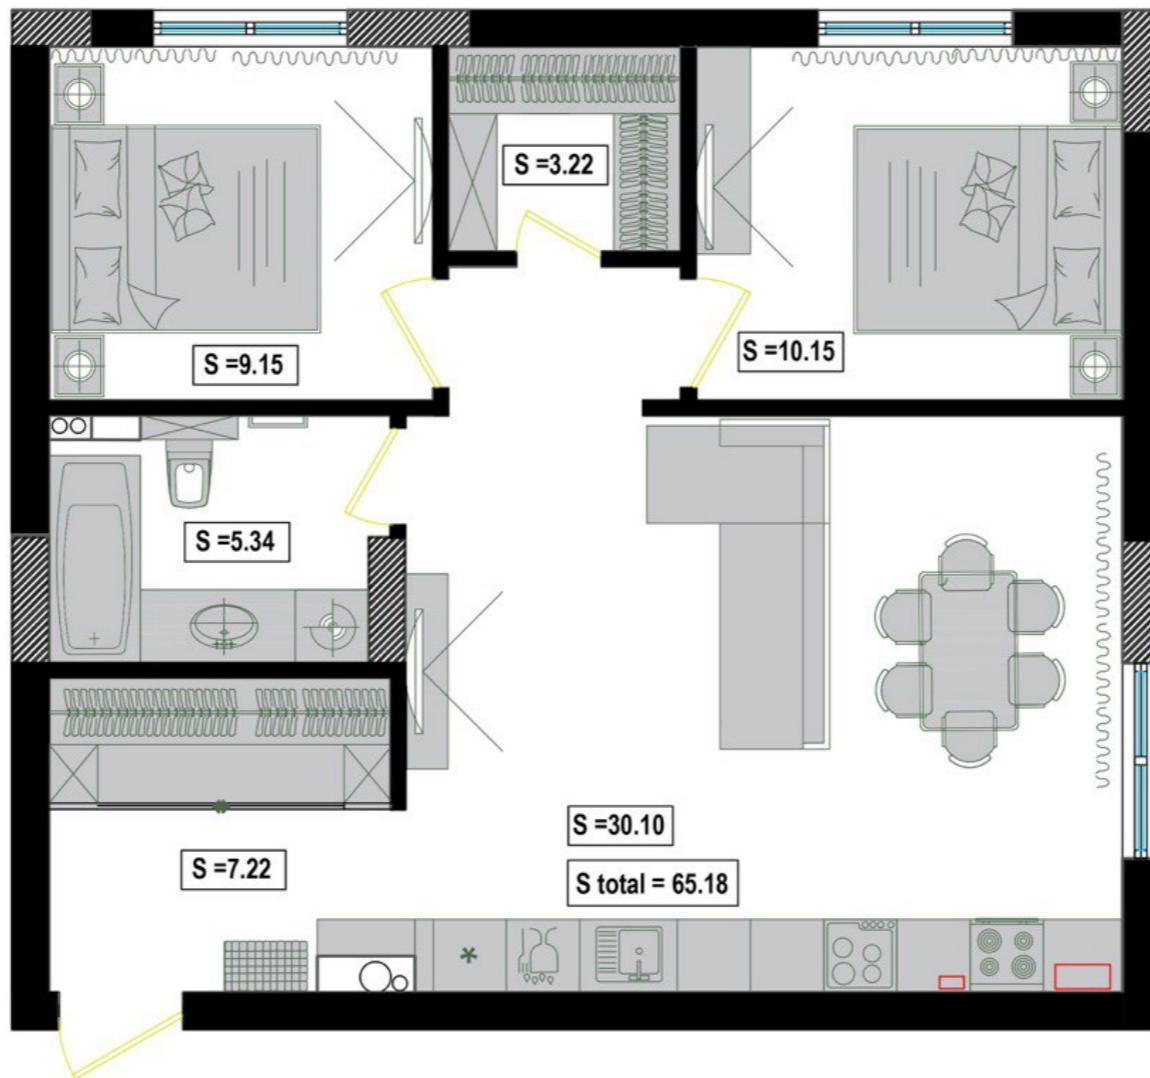 S =3.22
S =9.15
S =10.15
S =5.34
S =30.10
S =7.22
S total = 65.18